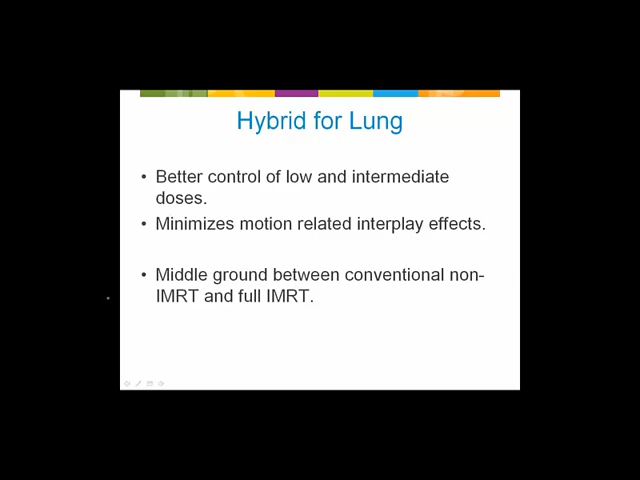 Hybrid for Lung
• Better control of low and intermediate
doses.
• Minimizes motion related interplay effects.
• Middle ground between conventional non-
IMRT and full IMRT.